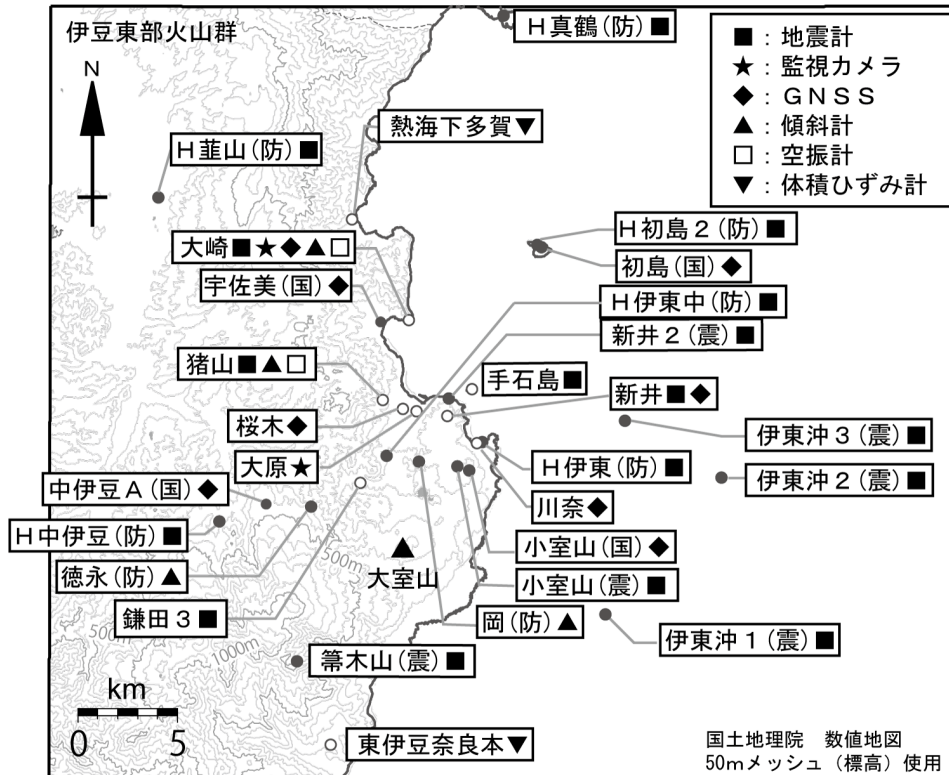 伊豆東部火山群
N
H真鶴(防)■
■：地震計
★：監視カメラ
◆：GNSS
▲：傾斜計
□：空振計
▼：体積ひずみ計
熱海下多賀▼
H韮山(防)■
大崎■★◆▲□
宇佐美(国)◆
H初島2(防)■
初島(国)◆
H伊東中(防)■
新井2(震)■
猪山■▲□
手石島■
新井■◆
桜木◆
大原★
伊東沖3(震)■
中伊豆A(国)◆
H伊東(防)■
伊東沖2(震)■
H中伊豆(防)■
川奈◆
小室山(国)◆
徳永(防)▲
大室山
小室山(震)■
鎌田3■
岡(防)▲
伊東沖1(震)■
500m
500m
1000m
箒木山(震)■
km
0 5
東伊豆奈良本▼
国土地理院 数値地図
50mメッシュ（標高）使用